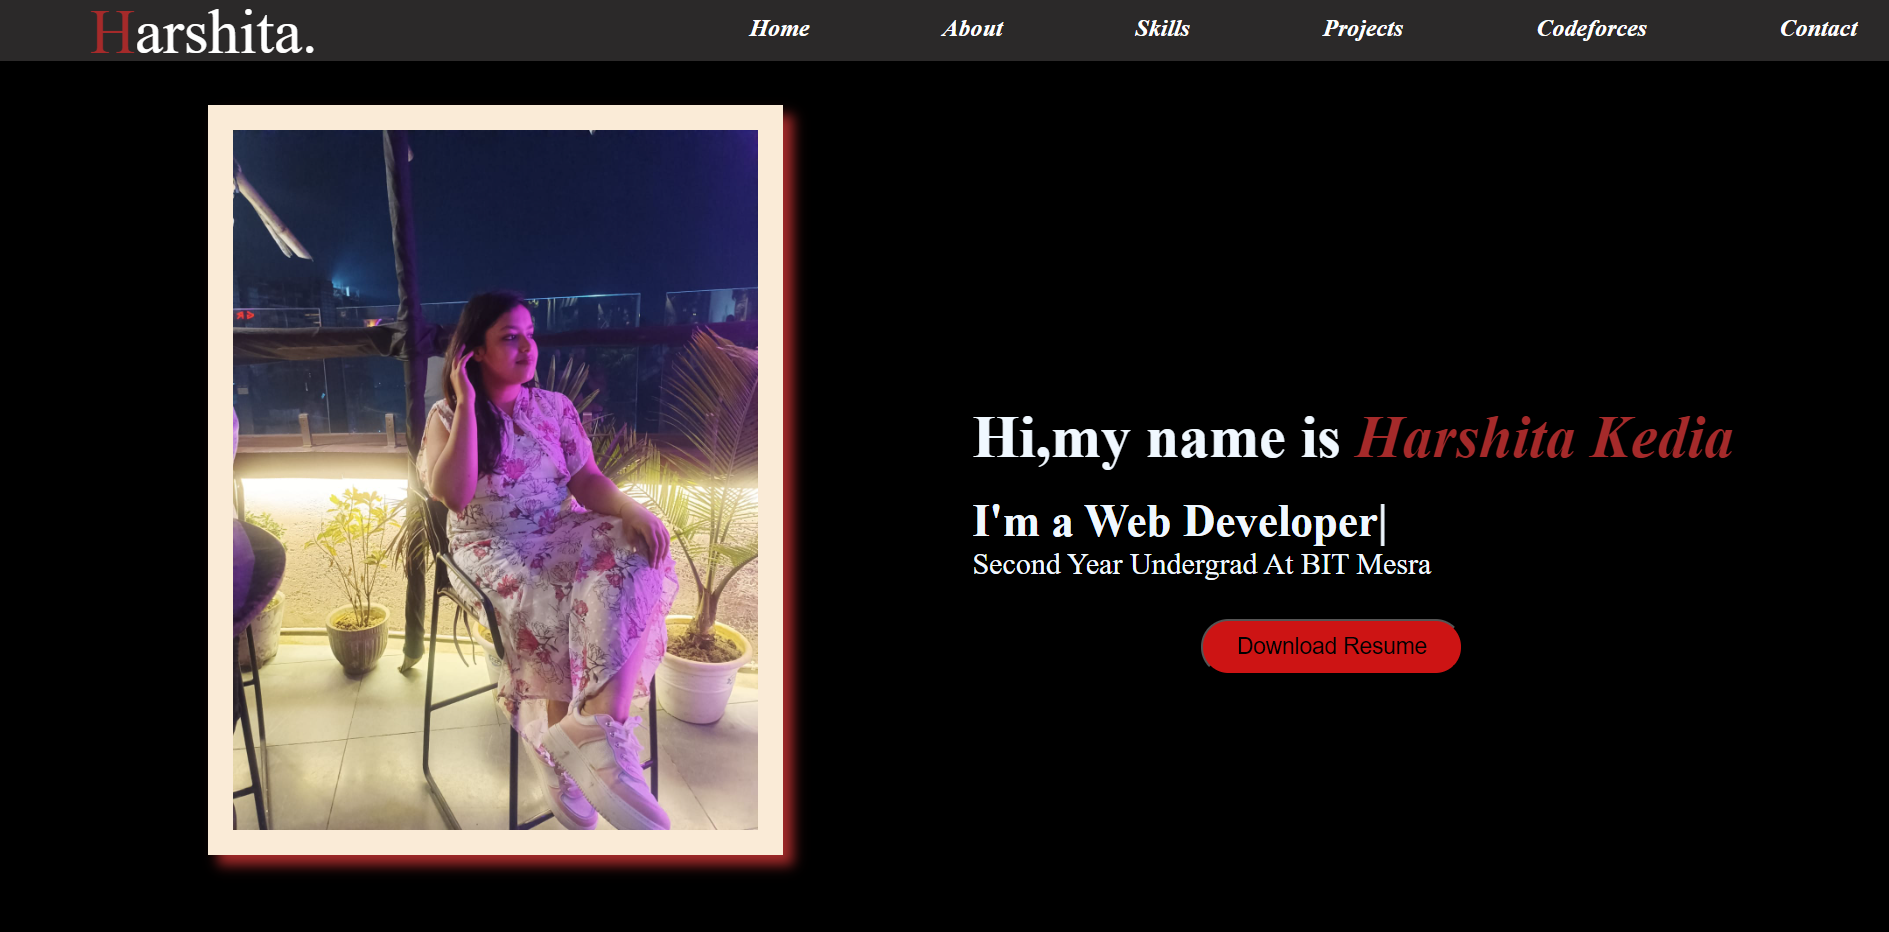 Harshita.
Home About Skills Projects Codeforces Contact
Hi,my name is Harshita Kedia
I'm a Web Developer|
Second Year Undergrad At BIT Mesra
Download Resume